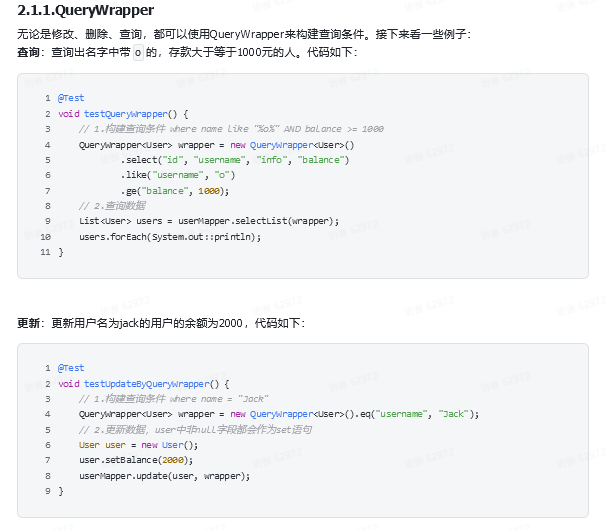 2.1.1.QueryWrapper
无论是修改、删除、查询，都可以使用QueryWrapper来构建查询条件。接下来看一些例子：
查询：查询出名字中带 o 的，存款大于等于1000元的人。代码如下：
1 @Test
2 void testQueryWrapper() {
3     // 1.构建查询条件 where name like "%o%" AND balance >= 1000
4     QueryWrapper<User> wrapper = new QueryWrapper<User>()
5             .select("id", "username", "info", "balance")
6             .like("username", "o")
7             .ge("balance", 1000);
8     // 2.查询数据
9     List<User> users = userMapper.selectList(wrapper);
10     users.forEach(System.out::println);
11 }
更新：更新用户名为jack的用户的余额为2000，代码如下：
1 @Test
2 void testUpdateByQueryWrapper() {
3     // 1.构建查询条件 where name = "Jack"
4     QueryWrapper<User> wrapper = new QueryWrapper<User>().eq("username", "Jack");
5     // 2.更新数据，user中非null字段都会作为set语句
6     User user = new User();
7     user.setBalance(2000);
8     userMapper.update(user, wrapper);
9 }